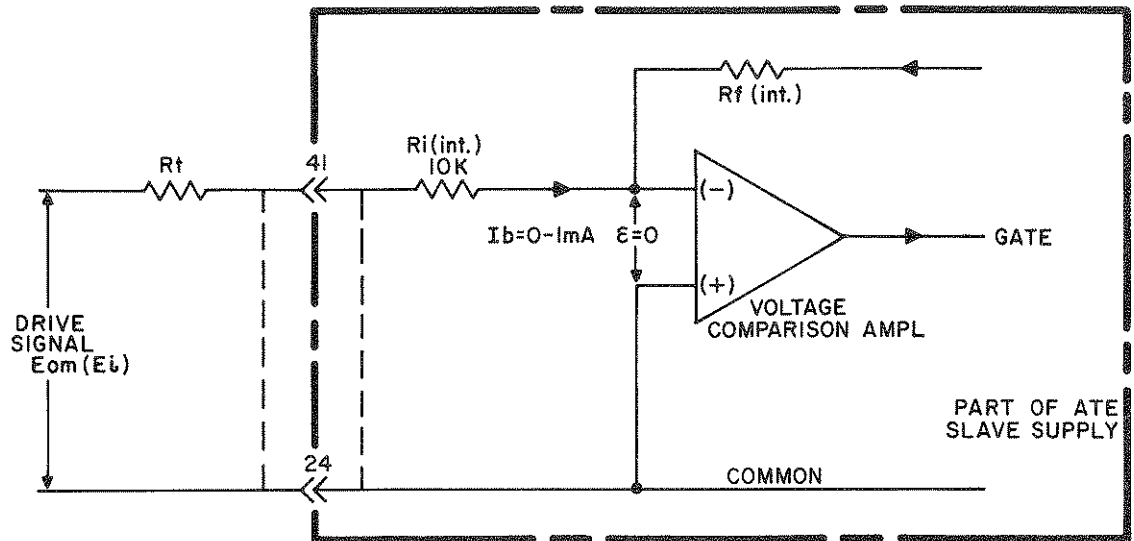 Rf (int.)
Rt
41
Ri (int.)
10K
(-)
Ib=0-1mA
ε=0
GATE
(+)
VOLTAGE
COMPARISON AMPL
DRIVE
SIGNAL
Eom (Ei)
PART OF ATE
SLAVE SUPPLY
24
COMMON